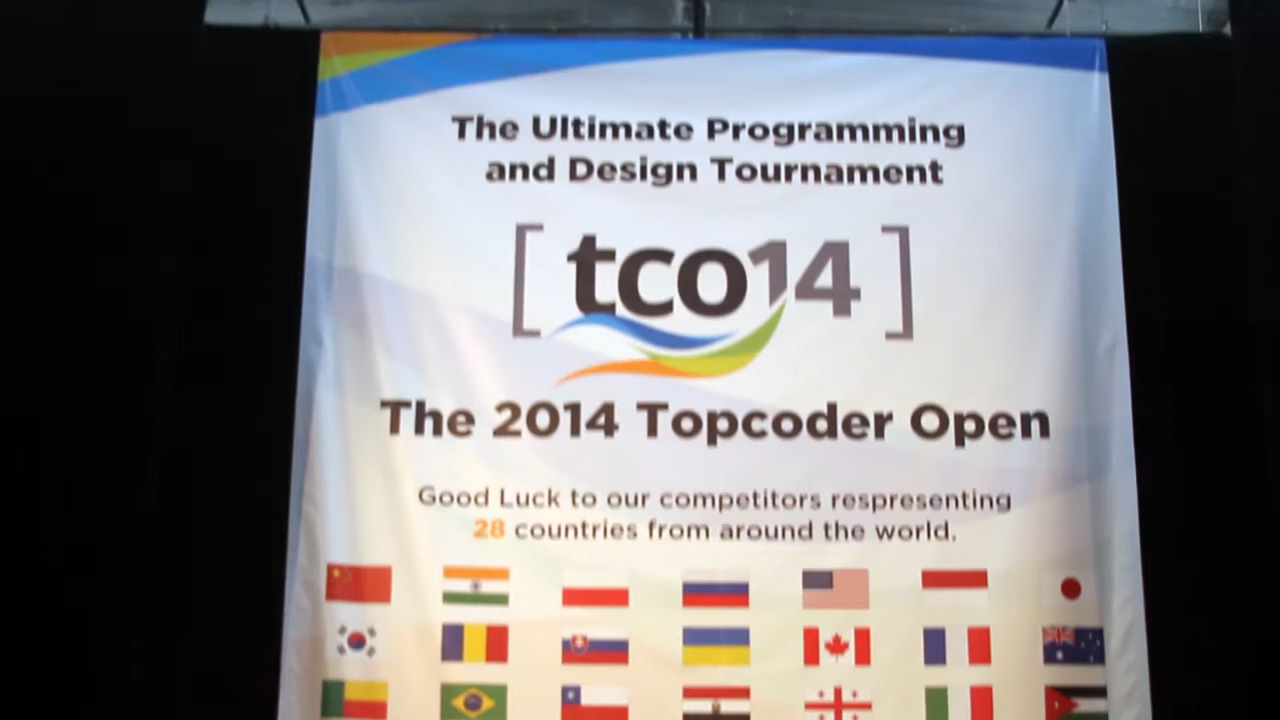 The Ultimate Programming
and Design Tournament
[tco14]
The 2014 Topcoder Open
Good Luck to our competitors respresenting
28 countries from around the world.